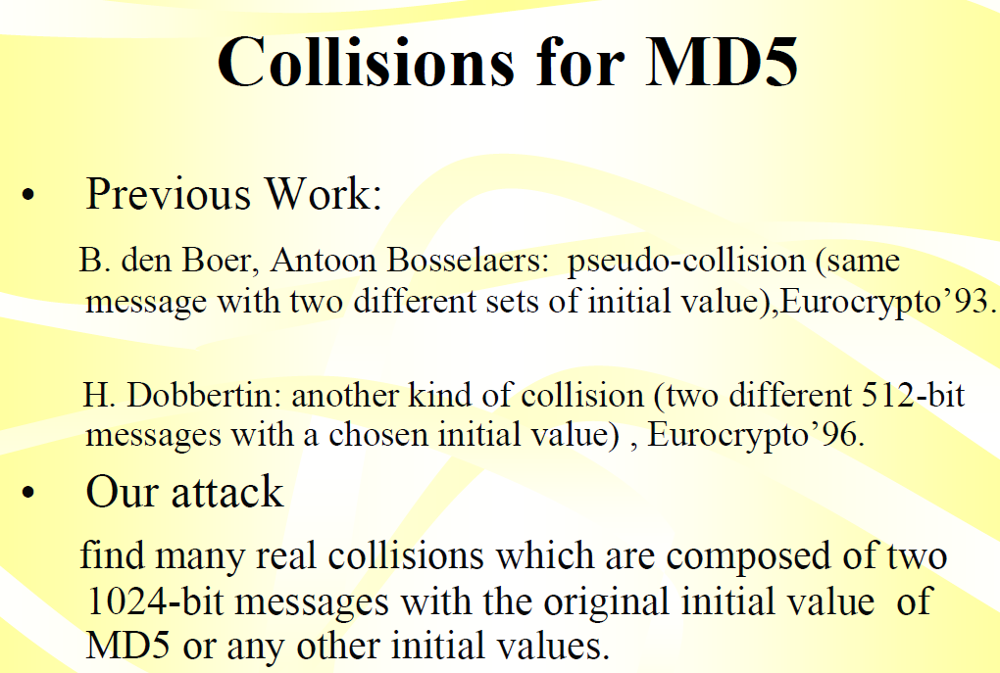 Collisions for MD5
• Previous Work:
B. den Boer, Antoon Bosselaers: pseudo-collision (same
message with two different sets of initial value),Eurocrypto’93.
H. Dobbertin: another kind of collision (two different 512-bit
messages with a chosen initial value) , Eurocrypto’96.
• Our attack
find many real collisions which are composed of two
1024-bit messages with the original initial value of
MD5 or any other initial values.